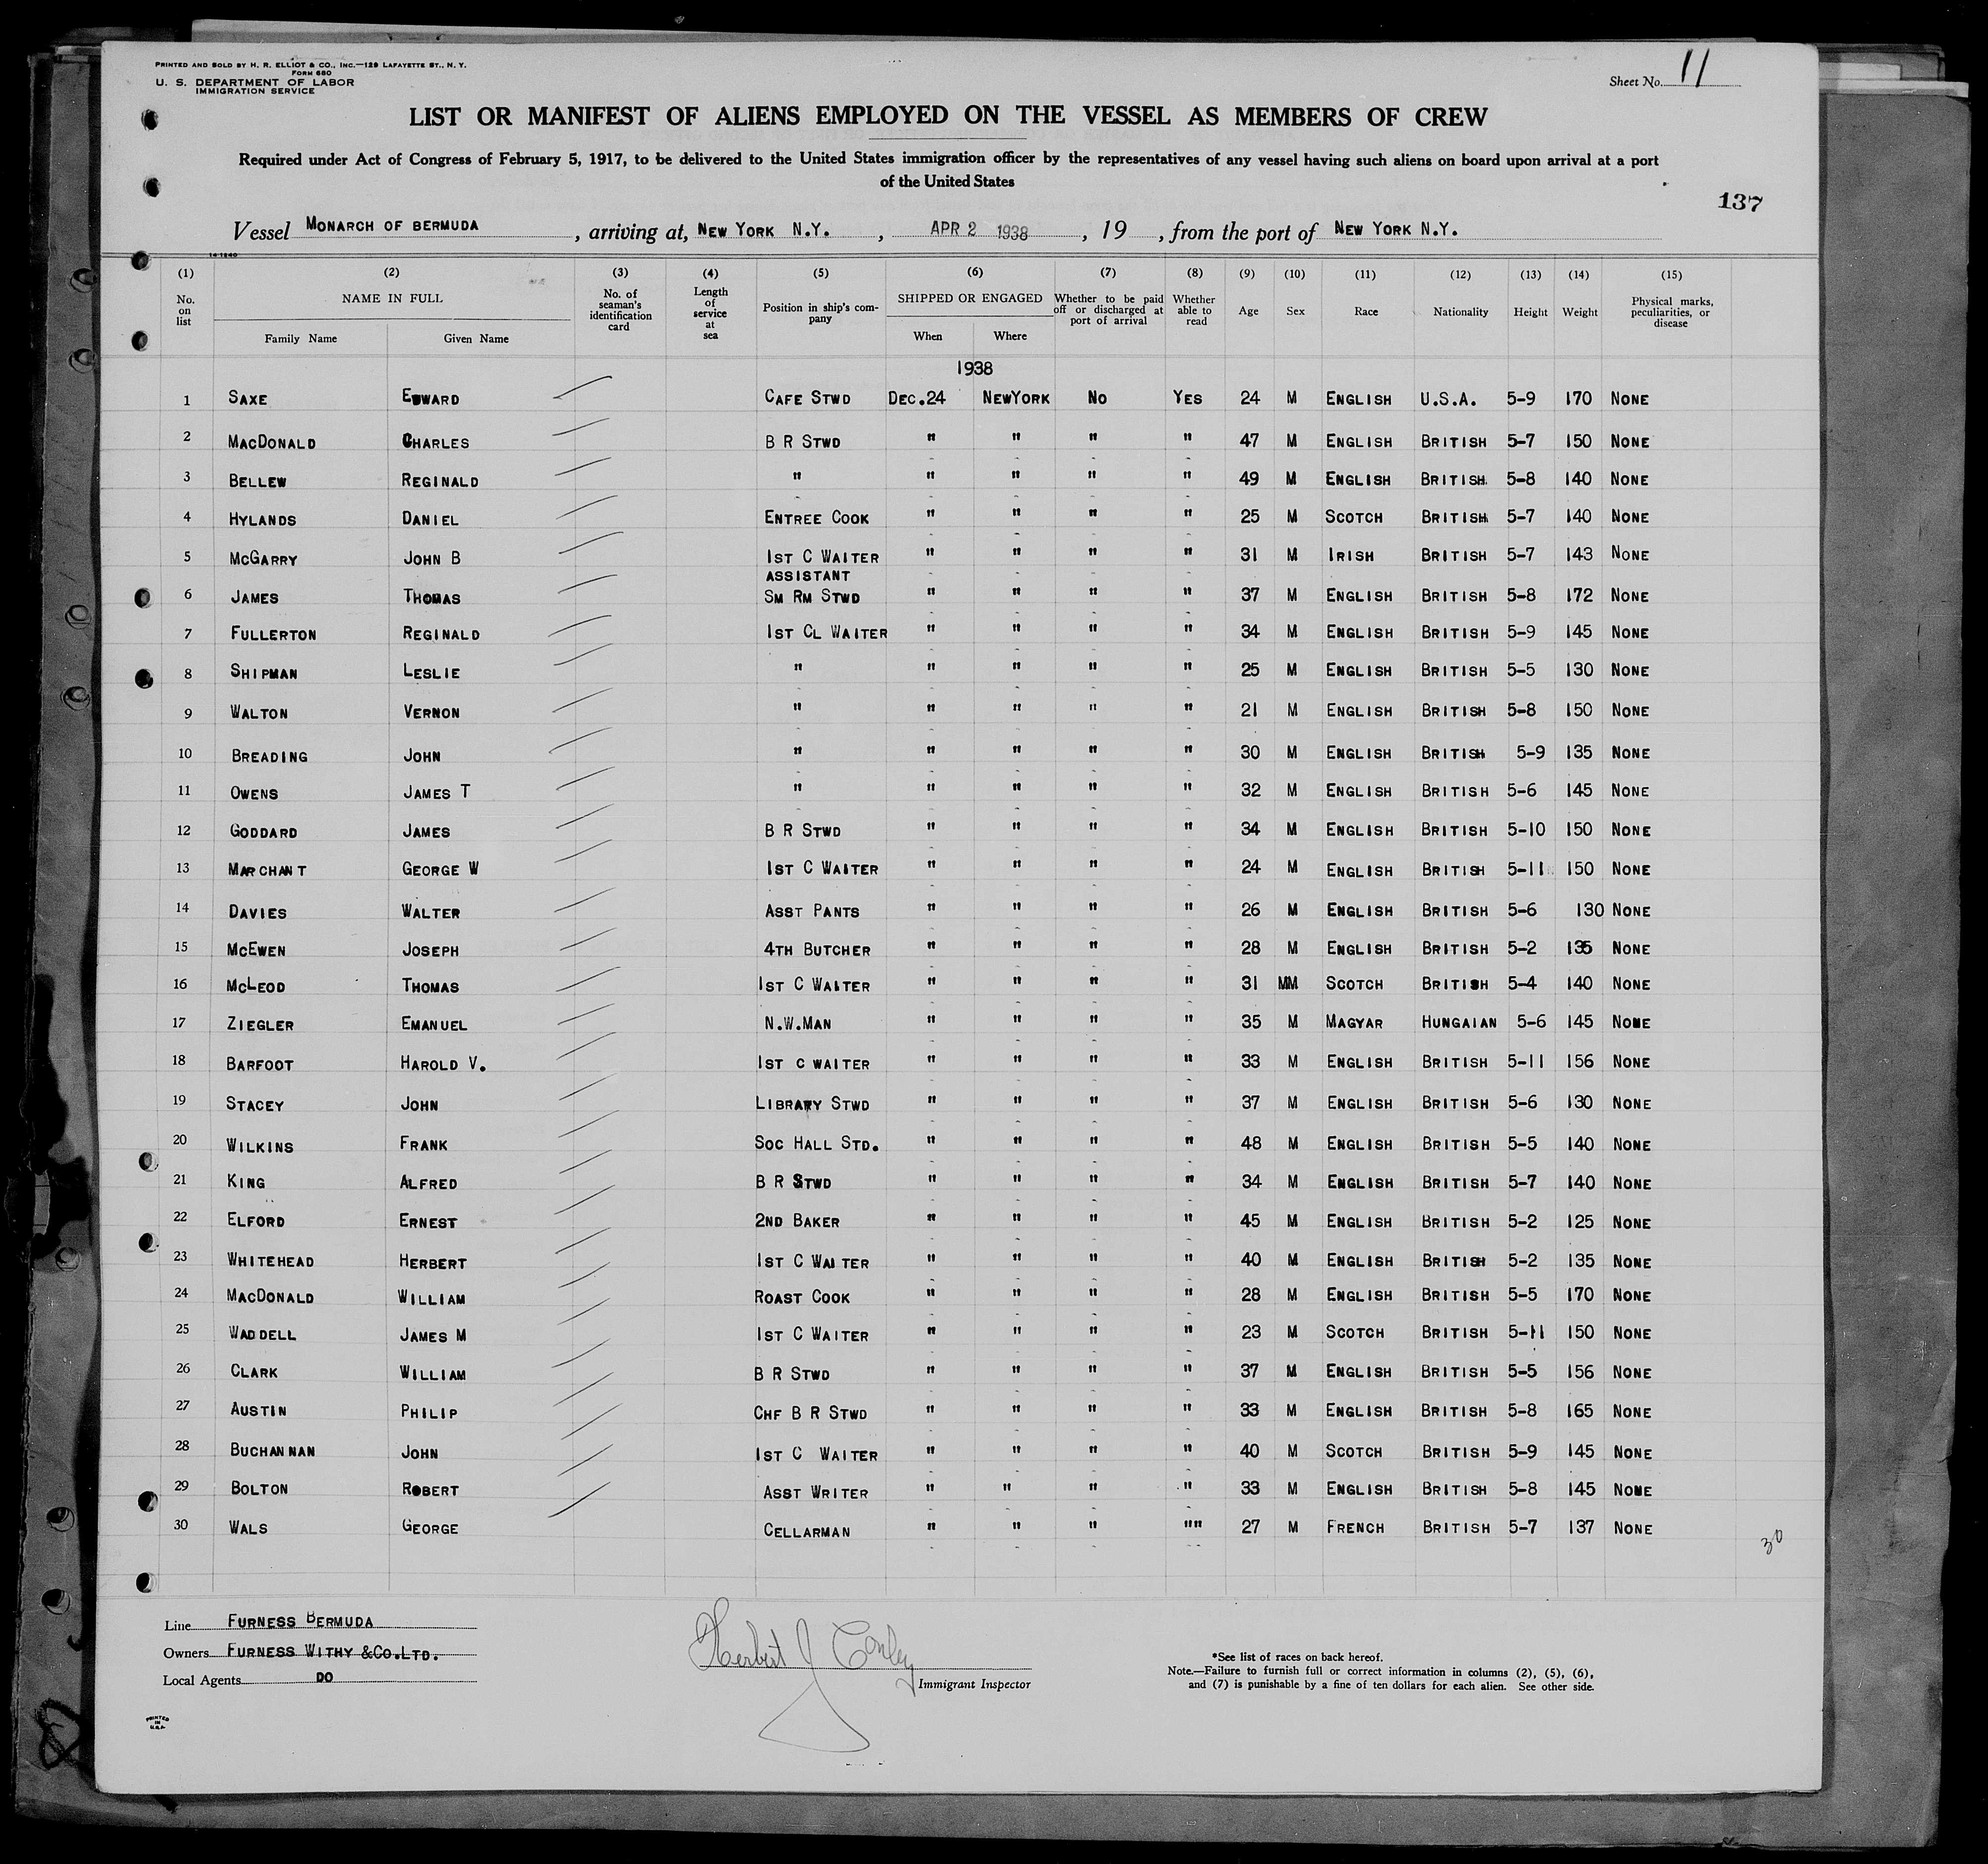 PRINTED AND SOLD BY H. R. ELLIOT & CO., INC.—129 LAFAYETTE ST., N. Y.
FORM 680
U. S. DEPARTMENT OF LABOR
IMMIGRATION SERVICE
Sheet No. 11
LIST OR MANIFEST OF ALIENS EMPLOYED ON THE VESSEL AS MEMBERS OF CREW
Required under Act of Congress of February 5, 1917, to be delivered to the United States immigration officer by the representatives of any vessel having such aliens on board upon arrival at a port
of the United States
137
Vessel MONARCH OF BERMUDA , arriving at, NEW YORK N.Y. , APR 2 1938 , 19 , from the port of NEW YORK N.Y.
14-1240
(1) (2) (3) (4) (5) (6) (7) (8) (9) (10) (11) (12) (13) (14) (15)
No. on list NAME IN FULL Family Name Given Name No. of seaman's identification card Length of service at sea Position in ship's company SHIPPED OR ENGAGED When Where Whether to be paid off or discharged at port of arrival Whether able to read Age Sex Race Nationality Height Weight Physical marks, peculiarities, or disease
1938
1 SAXE EDWARD CAFE STWD DEC.24 NEWYORK NO YES 24 M ENGLISH U.S.A. 5-9 170 NONE
2 MACDONALD CHARLES B R STWD " " " " 47 M ENGLISH BRITISH 5-7 150 NONE
3 BELLEW REGINALD " " " " " 49 M ENGLISH BRITISH 5-8 140 NONE
4 HYLANDS DANIEL ENTREE COOK " " " " 25 M SCOTCH BRITISH 5-7 140 NONE
5 MCGARRY JOHN B 1ST C WAITER " " " " 31 M IRISH BRITISH 5-7 143 NONE
ASSISTANT
6 JAMES THOMAS SM RM STWD " " " " 37 M ENGLISH BRITISH 5-8 172 NONE
7 FULLERTON REGINALD 1ST CL WAITER " " " " 34 M ENGLISH BRITISH 5-9 145 NONE
8 SHIPMAN LESLIE " " " " " 25 M ENGLISH BRITISH 5-5 130 NONE
9 WALTON VERNON " " " " " 21 M ENGLISH BRITISH 5-8 150 NONE
10 BREADING JOHN " " " " " 30 M ENGLISH BRITISH 5-9 135 NONE
11 OWENS JAMES T " " " " " 32 M ENGLISH BRITISH 5-6 145 NONE
12 GODDARD JAMES B R STWD " " " " 34 M ENGLISH BRITISH 5-10 150 NONE
13 MARCHANT GEORGE W 1ST C WAITER " " " " 24 M ENGLISH BRITISH 5-11 150 NONE
14 DAVIES WALTER ASST PANTS " " " " 26 M ENGLISH BRITISH 5-6 130 NONE
15 MCEWEN JOSEPH 4TH BUTCHER " " " " 28 M ENGLISH BRITISH 5-2 135 NONE
16 MCLEOD THOMAS 1ST C WAITER " " " " 31 MM SCOTCH BRITISH 5-4 140 NONE
17 ZIEGLER EMANUEL N.W.MAN " " " " 35 M MAGYAR HUNGAIAN 5-6 145 NONE
18 BARFOOT HAROLD V. 1ST C WAITER " " " " 33 M ENGLISH BRITISH 5-11 156 NONE
19 STACEY JOHN LIBRARY STWD " " " " 37 M ENGLISH BRITISH 5-6 130 NONE
20 WILKINS FRANK SOC HALL STD. " " " " 48 M ENGLISH BRITISH 5-5 140 NONE
21 KING ALFRED B R STWD " " " " 34 M ENGLISH BRITISH 5-7 140 NONE
22 ELFORD ERNEST 2ND BAKER " " " " 45 M ENGLISH BRITISH 5-2 125 NONE
23 WHITEHEAD HERBERT 1ST C WAITER " " " " 40 M ENGLISH BRITISH 5-2 135 NONE
24 MACDONALD WILLIAM ROAST COOK " " " " 28 M ENGLISH BRITISH 5-5 170 NONE
25 WADDELL JAMES M 1ST C WAITER " " " " 23 M SCOTCH BRITISH 5-11 150 NONE
26 CLARK WILLIAM B R STWD " " " " 37 M ENGLISH BRITISH 5-5 156 NONE
27 AUSTIN PHILIP CHF B R STWD " " " " 33 M ENGLISH BRITISH 5-8 165 NONE
28 BUCHANNAN JOHN 1ST C WAITER " " " " 40 M SCOTCH BRITISH 5-9 145 NONE
29 BOLTON ROBERT ASST WRITER " " " " 33 M ENGLISH BRITISH 5-8 145 NONE
30 WALS GEORGE CELLARMAN " " " "" 27 M FRENCH BRITISH 5-7 137 NONE
30
Line FURNESS BERMUDA
Owners FURNESS WITHY &CO.LTD.
Local Agents DO
Herbert J Conley
Immigrant Inspector
*See list of races on back hereof.
Note.—Failure to furnish full or correct information in columns (2), (5), (6),
and (7) is punishable by a fine of ten dollars for each alien. See other side.
PRINTED
IN
U.S.A.